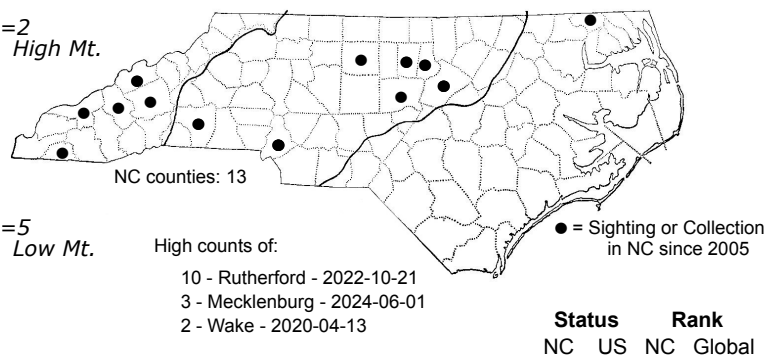 =2
High Mt.
NC counties: 13
=5
Low Mt.
High counts of:
10 - Rutherford - 2022-10-21
3 - Mecklenburg - 2024-06-01
2 - Wake - 2020-04-13
● = Sighting or Collection
in NC since 2005
Status Rank
NC US NC Global